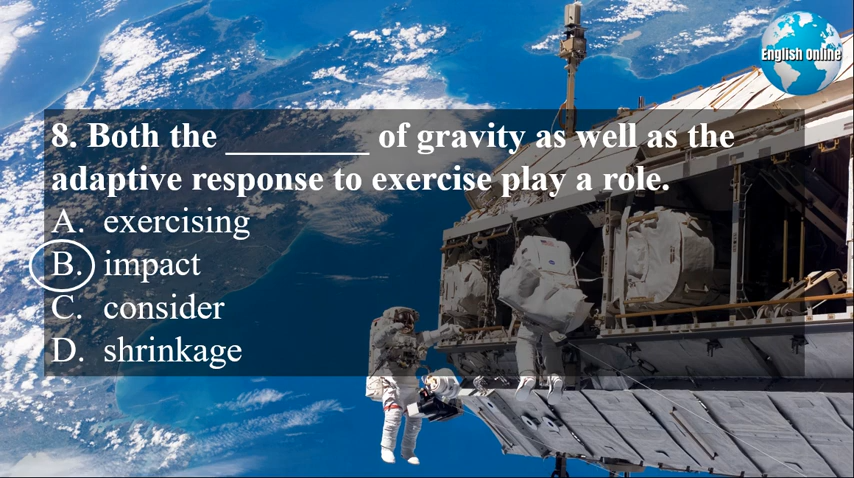 English Online
8. Both the ________ of gravity as well as the
adaptive response to exercise play a role.
A. exercising
B. impact
C. consider
D. shrinkage